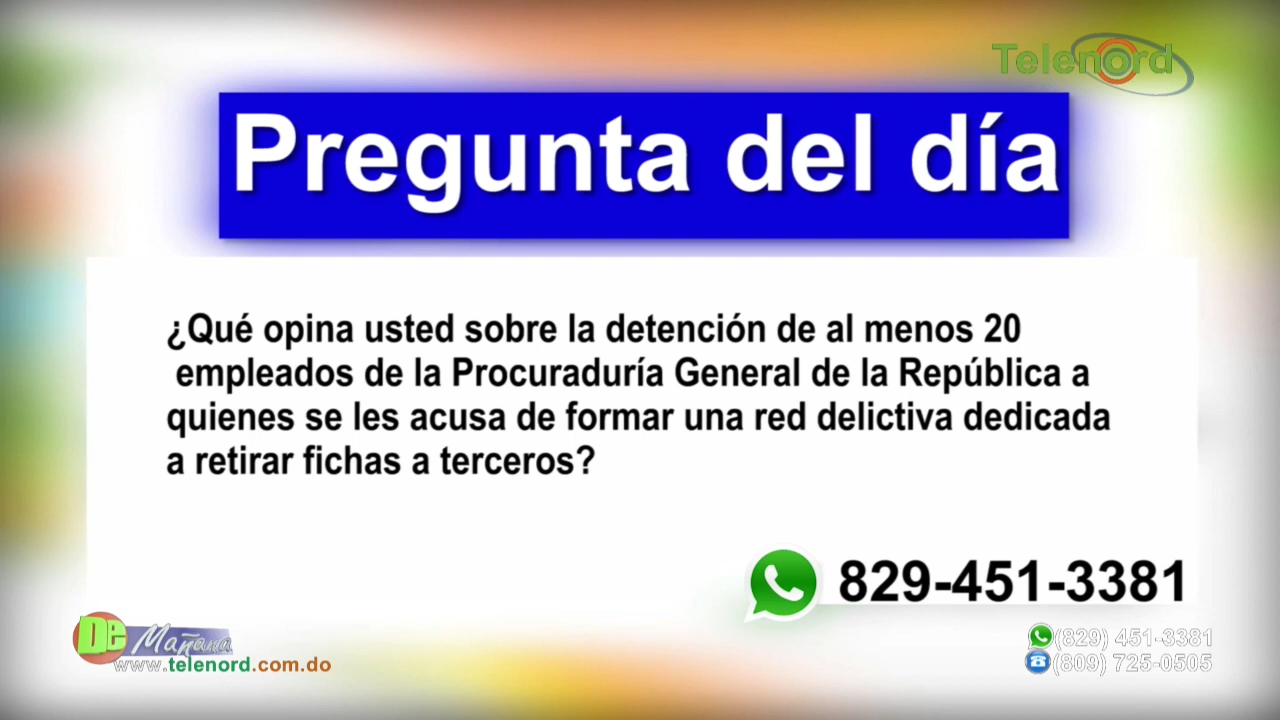 Telenord
Pregunta del día
¿Qué opina usted sobre la detención de al menos 20
empleados de la Procuraduría General de la República a
quienes se les acusa de formar una red delictiva dedicada
a retirar fichas a terceros?
829-451-3381
De Mañana
www.telenord.com.do
(829) 451-3381
(809) 725-0505